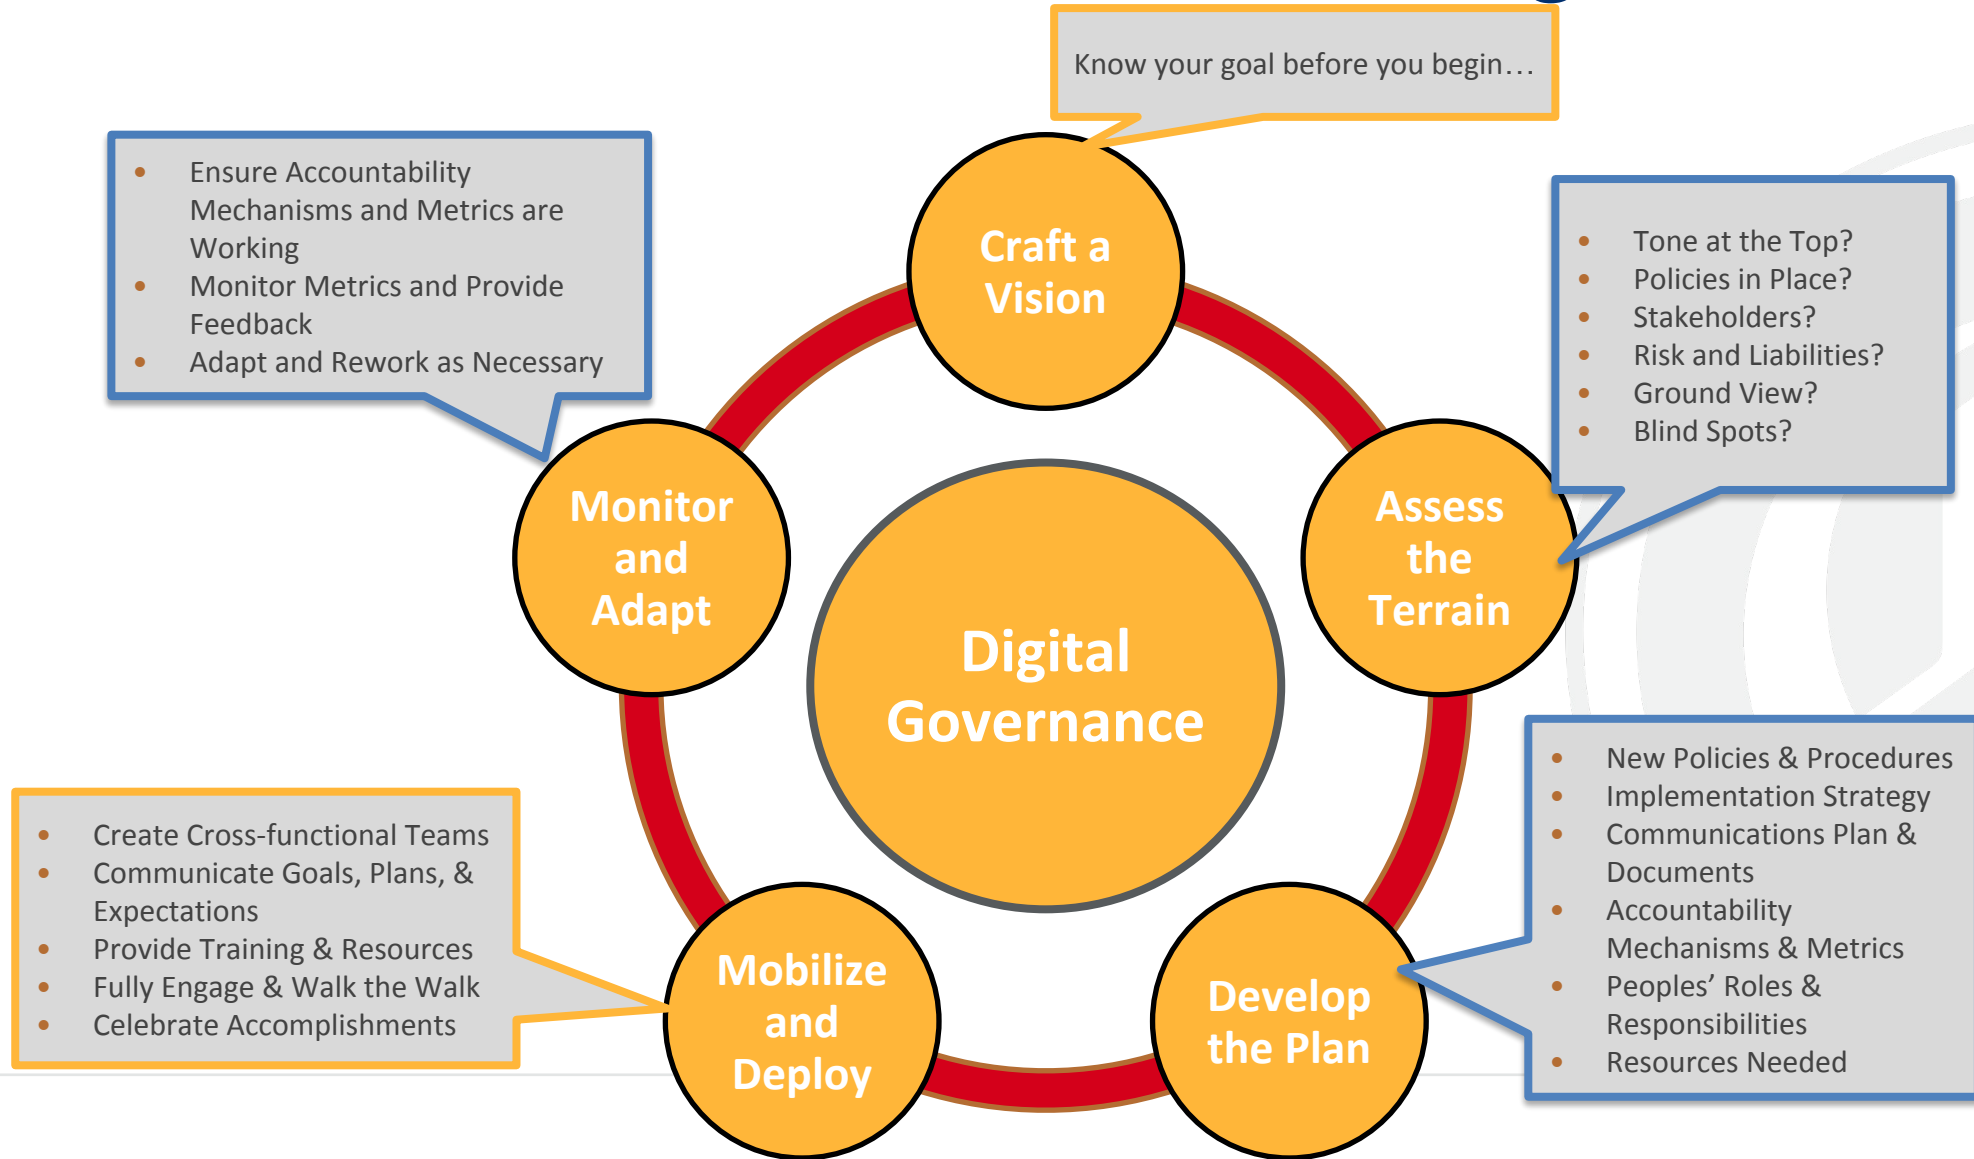 Know your goal before you begin…
Craft a
Vision
• Tone at the Top?
• Policies in Place?
• Stakeholders?
• Risk and Liabilities?
• Ground View?
• Blind Spots?
Assess
the
Terrain
• New Policies & Procedures
• Implementation Strategy
• Communications Plan &
Documents
• Accountability
Mechanisms & Metrics
• Peoples’ Roles &
Responsibilities
• Resources Needed
Develop
the Plan
• Create Cross-functional Teams
• Communicate Goals, Plans, &
Expectations
• Provide Training & Resources
• Fully Engage & Walk the Walk
• Celebrate Accomplishments
Mobilize
and
Deploy
• Ensure Accountability
Mechanisms and Metrics are
Working
• Monitor Metrics and Provide
Feedback
• Adapt and Rework as Necessary
Monitor
and
Adapt
Digital
Governance